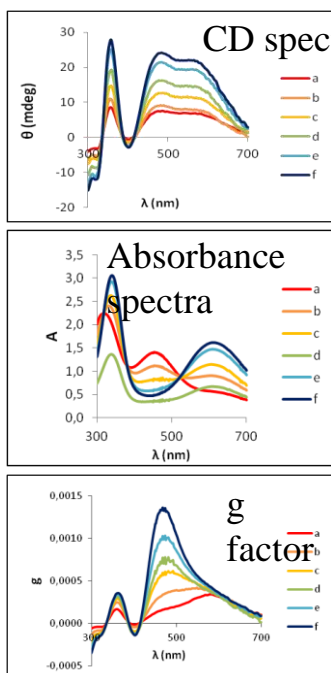 CD spec
30
20
10
0
-10
-20
300
500
700
θ (mdeg)
λ (nm)
a
b
c
d
e
f
Absorbance
spectra
3,5
3,0
2,5
2,0
1,5
1,0
0,5
0,0
300
500
700
A
λ (nm)
a
b
c
d
e
f
g
factor
0,0015
0,0010
0,0005
0,0000
-0,0005
300
400
500
600
700
g
λ (nm)
a
b
c
d
e
f